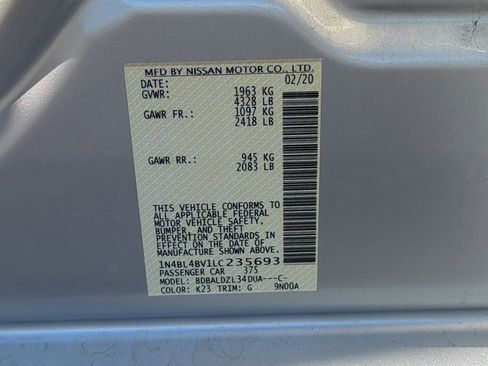 MFD BY NISSAN MOTOR CO., LTD.
DATE: 02/20
GVWR: 1963 KG
4328 LB
GAWR FR.: 1097 KG
2418 LB
GAWR RR.: 945 KG
2083 LB
THIS VEHICLE CONFORMS TO
ALL APPLICABLE FEDERAL
MOTOR VEHICLE SAFETY,
BUMPER, AND THEFT
PREVENTION STANDARDS
IN EFFECT ON THE DATE OF
MANUFACTURE SHOWN ABOVE.
1N4BL4BV1LC235693
PASSENGER CAR 375
MODEL: BDBALDZL34DUA---C-
COLOR: K23 TRIM: G 9N00A